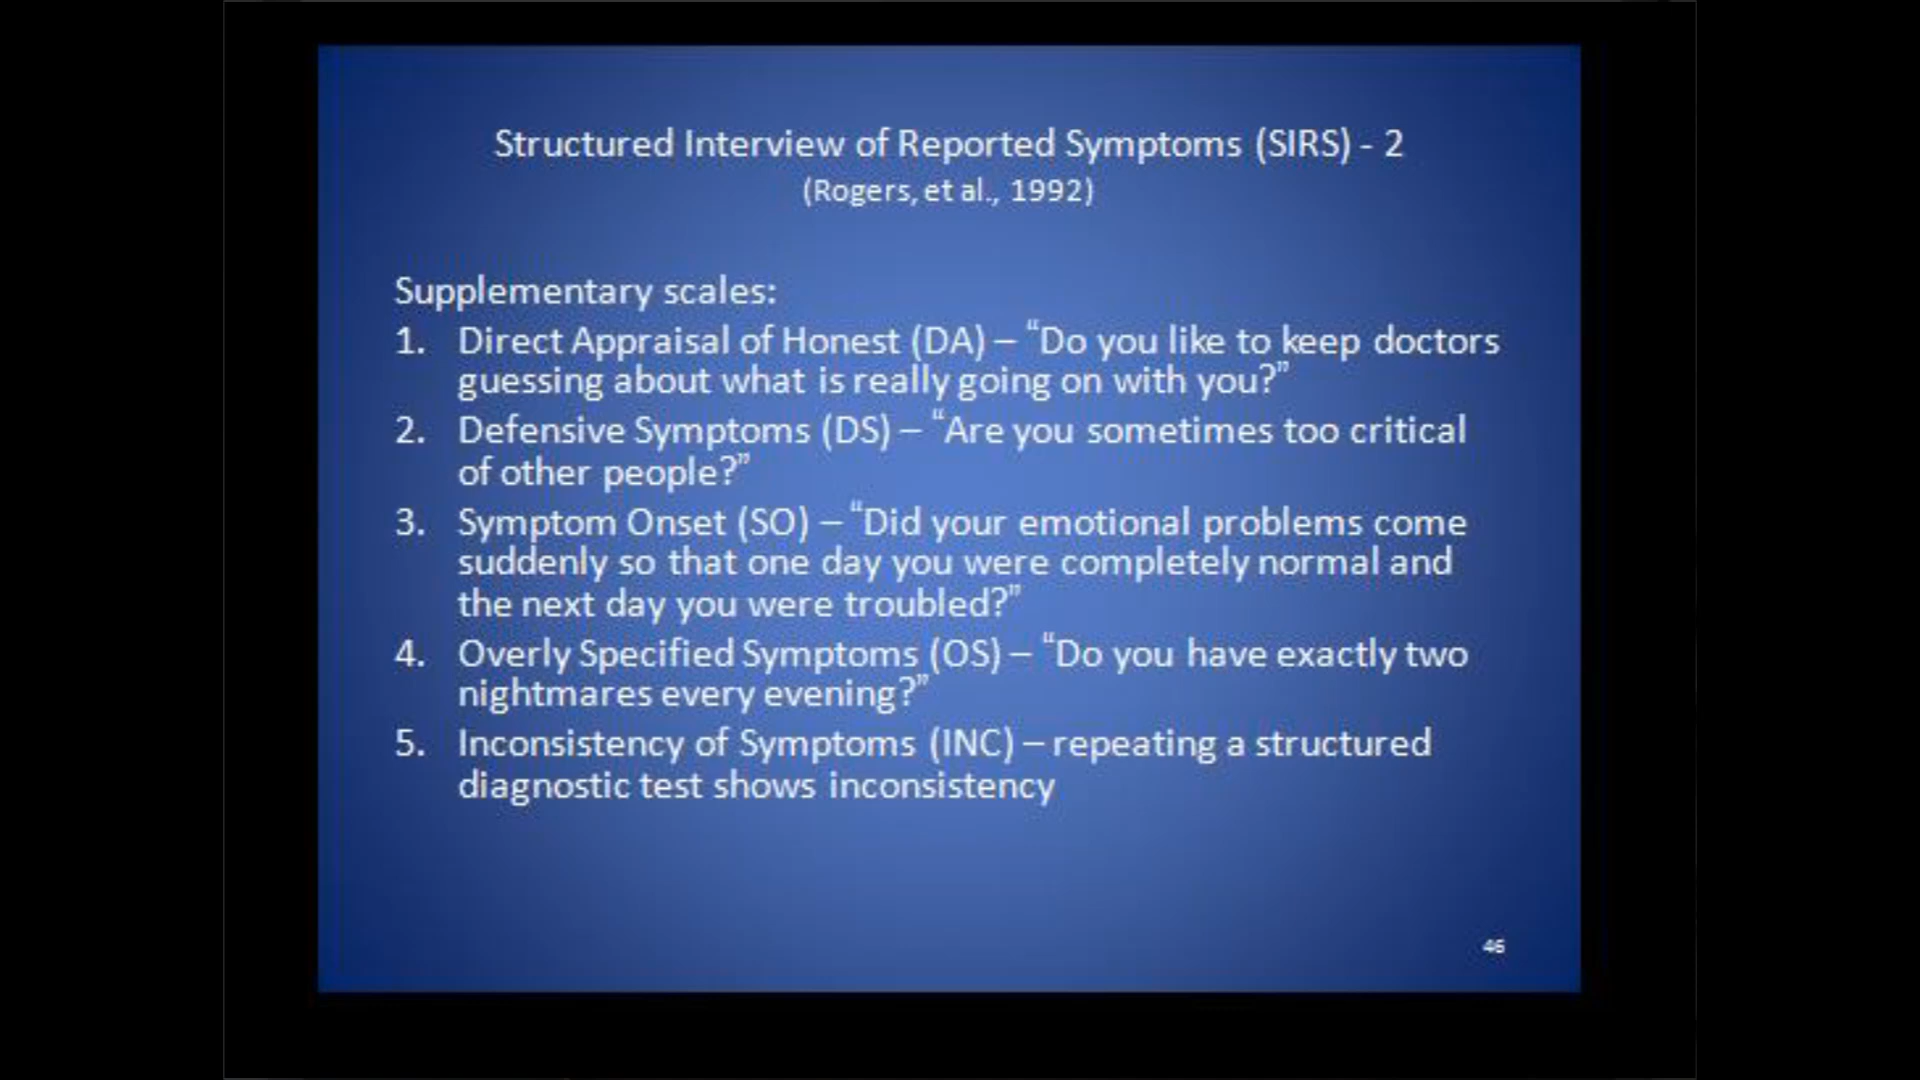 Structured Interview of Reported Symptoms (SIRS) - 2
(Rogers, et al., 1992)
Supplementary scales:
1. Direct Appraisal of Honest (DA) – “Do you like to keep doctors
guessing about what is really going on with you?”
2. Defensive Symptoms (DS) – “Are you sometimes too critical
of other people?”
3. Symptom Onset (SO) – “Did your emotional problems come
suddenly so that one day you were completely normal and
the next day you were troubled?”
4. Overly Specified Symptoms (OS) – “Do you have exactly two
nightmares every evening?”
5. Inconsistency of Symptoms (INC) – repeating a structured
diagnostic test shows inconsistency
46